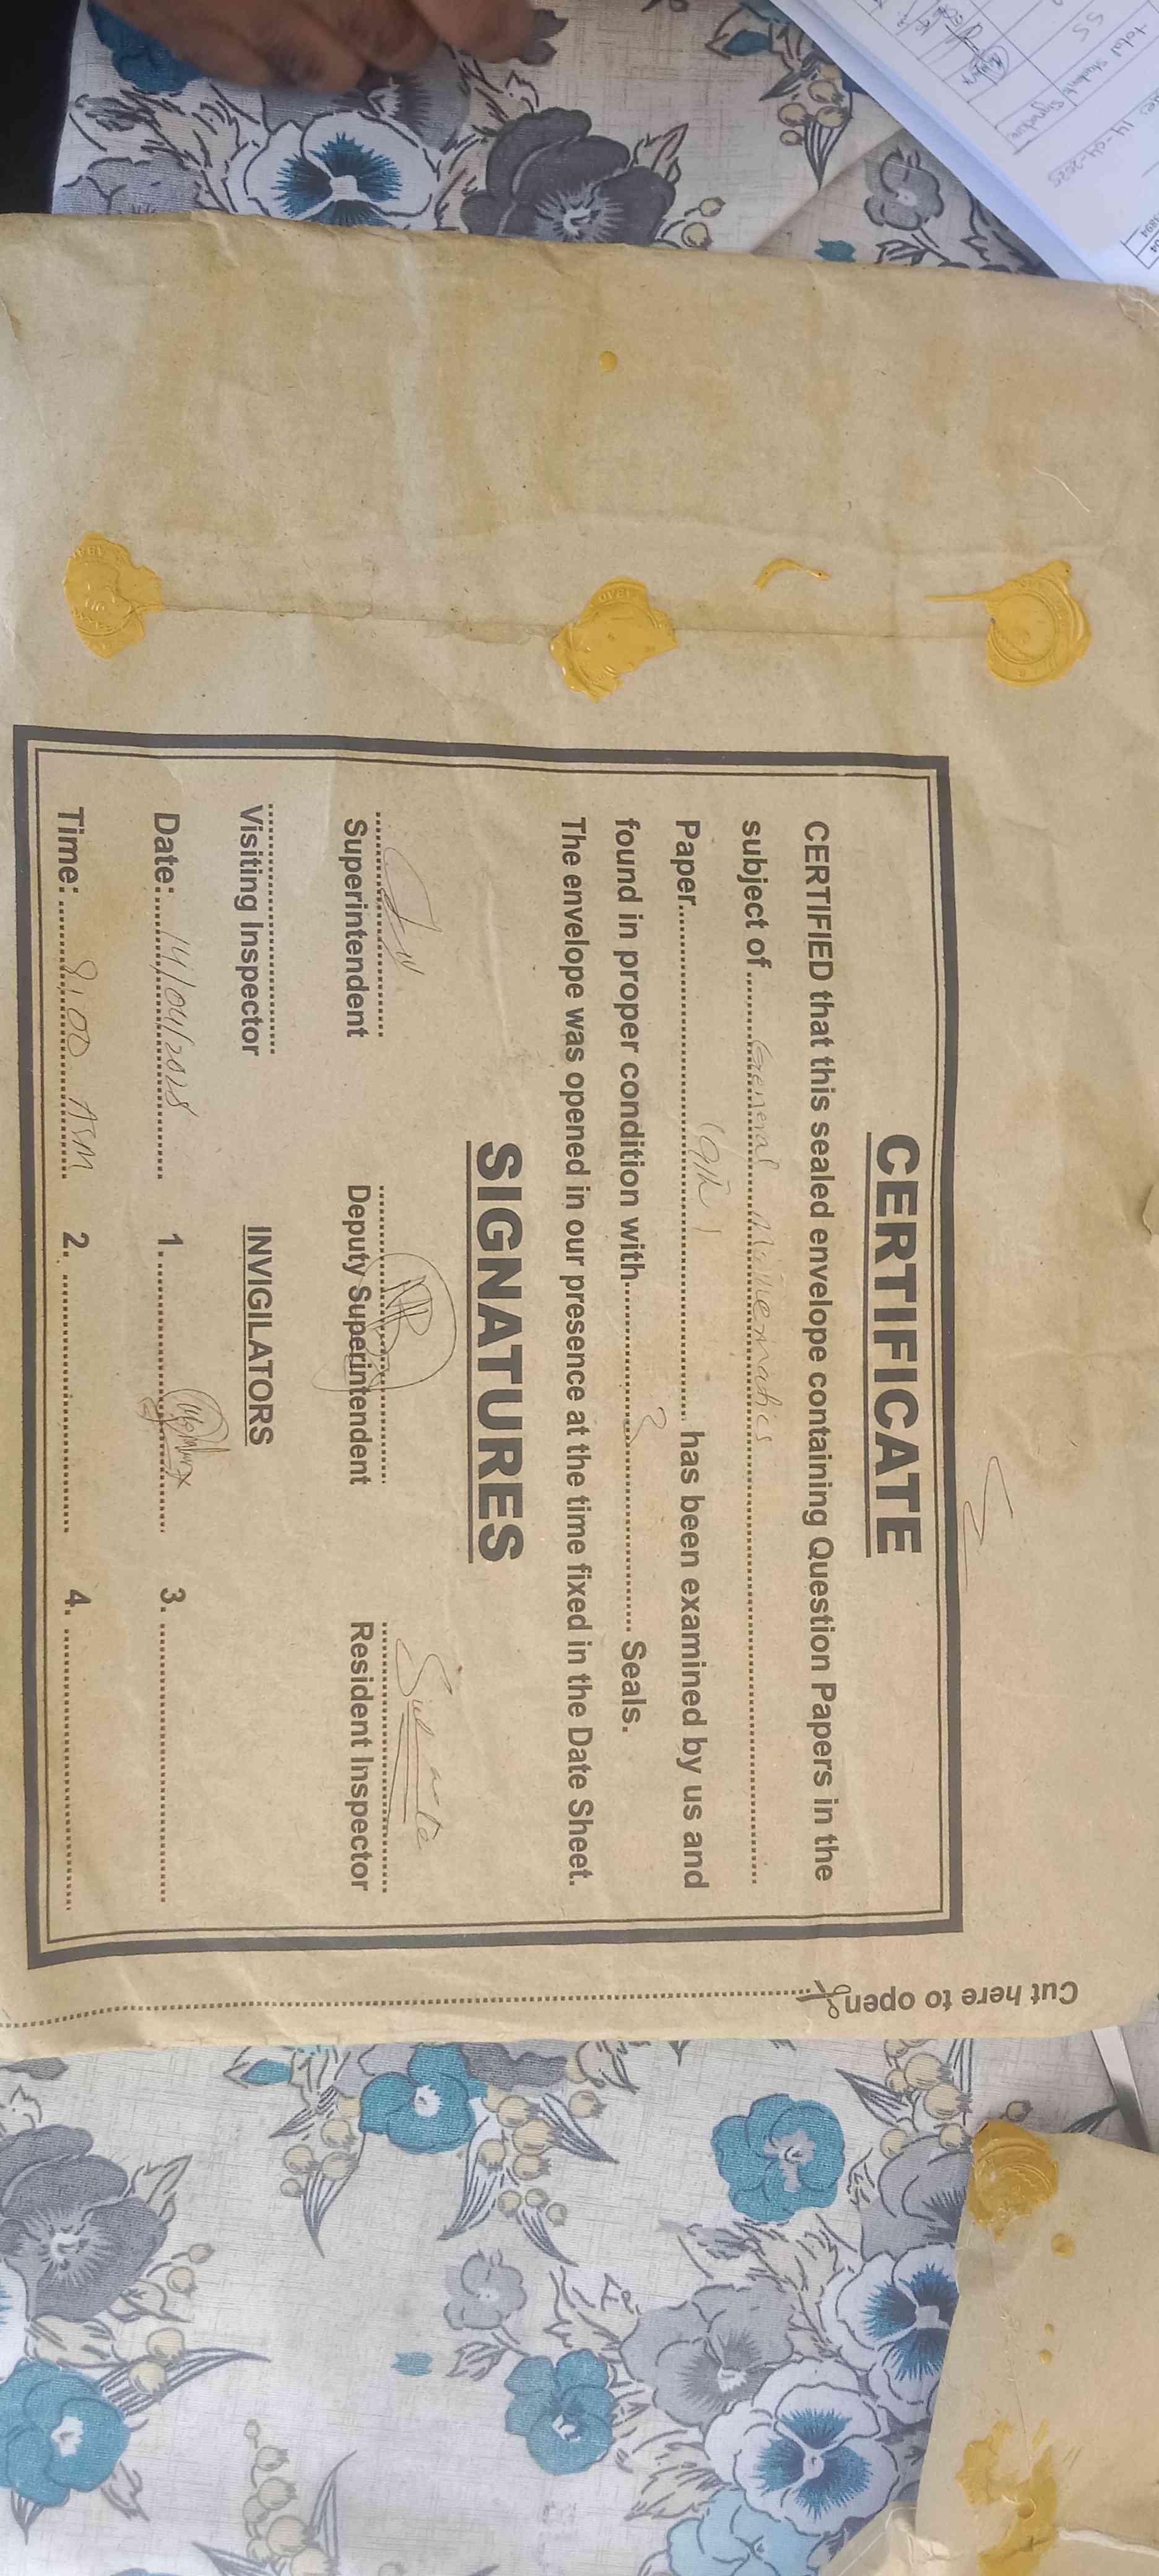 CERTIFICATE
CERTIFIED that this sealed envelope containing Question Papers in the
subject of General Mathematics
Paper (9th) has been examined by us and
found in proper condition with Seals.
The envelope was opened in our presence at the time fixed in the Date Sheet.
SIGNATURES
Superintendent Deputy Superintendent Resident Inspector
Visiting Inspector INVIGILATORS
Date: 14/04/2025 1. 3.
Time: 9:00 AM 2. 4.
Cut here to open
14-04-2025
total students Signature
55